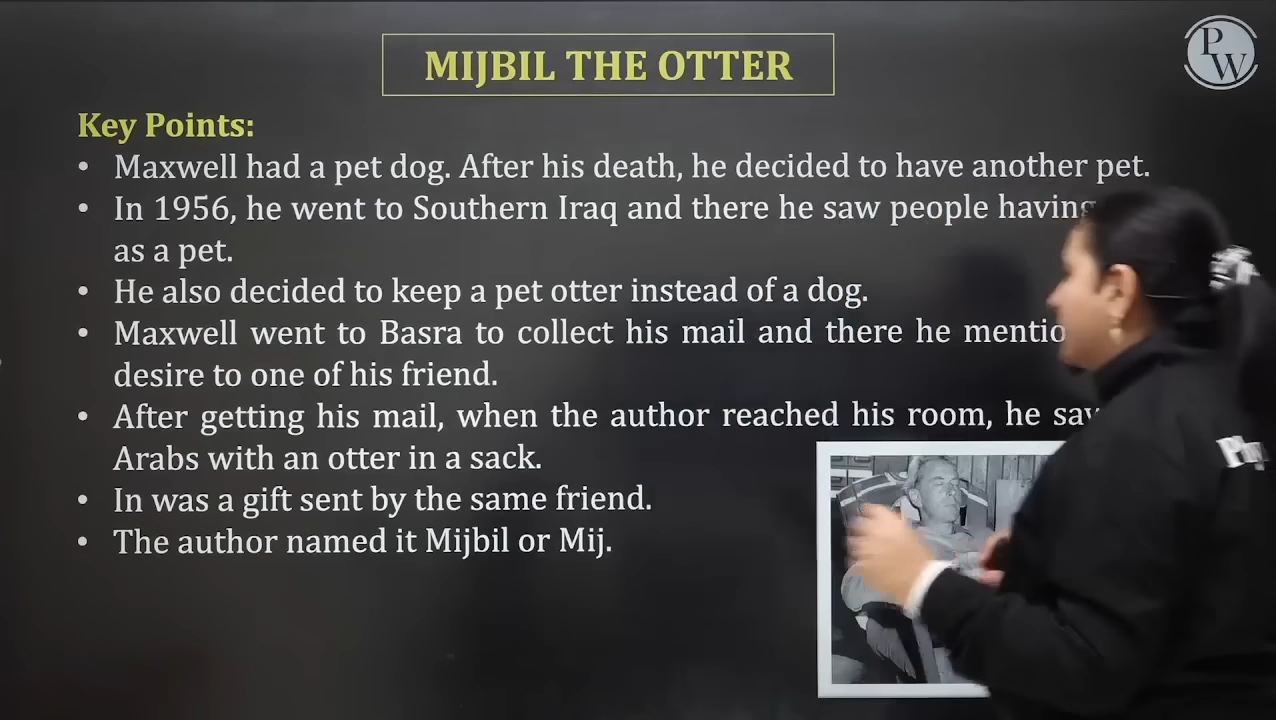 MIJBIL THE OTTER
PW
Key Points:
• Maxwell had a pet dog. After his death, he decided to have another pet.
• In 1956, he went to Southern Iraq and there he saw people having
as a pet.
• He also decided to keep a pet otter instead of a dog.
• Maxwell went to Basra to collect his mail and there he
desire to one of his friend.
• After getting his mail, when the author reached his room, he
Arabs with an otter in a sack.
• In was a gift sent by the same friend.
• The author named it Mijbil or Mij.